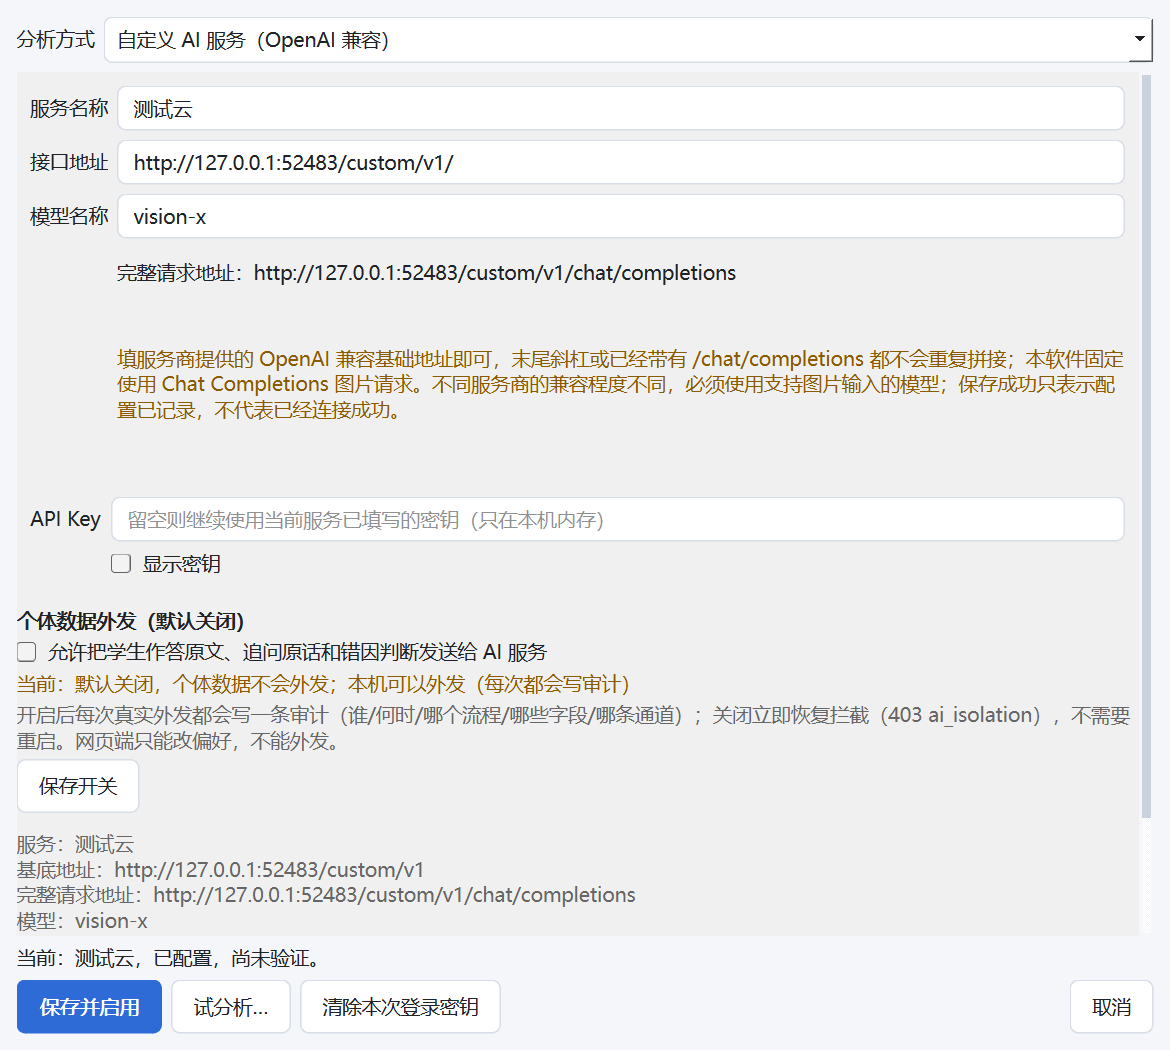 分析方式 自定义 AI 服务（OpenAI 兼容）
服务名称 测试云
接口地址 http://127.0.0.1:52483/custom/v1/
模型名称 vision-x
完整请求地址：http://127.0.0.1:52483/custom/v1/chat/completions
填服务商提供的 OpenAI 兼容基础地址即可，末尾斜杠或已经带有 /chat/completions 都不会重复拼接；本软件固定
使用 Chat Completions 图片请求。不同服务商的兼容程度不同，必须使用支持图片输入的模型；保存成功只表示配
置已记录，不代表已经连接成功。
API Key 留空则继续使用当前服务已填写的密钥（只在本机内存）
显示密钥
个体数据外发（默认关闭）
允许把学生作答原文、追问原话和错因判断发送给 AI 服务
当前：默认关闭，个体数据不会外发；本机可以外发（每次都会写审计）
开启后每次真实外发都会写一条审计（谁/何时/哪个流程/哪些字段/哪条通道）；关闭立即恢复拦截（403 ai_isolation），不需要
重启。网页端只能改偏好，不能外发。
保存开关
服务：测试云
基底地址：http://127.0.0.1:52483/custom/v1
完整请求地址：http://127.0.0.1:52483/custom/v1/chat/completions
模型：vision-x
当前：测试云，已配置，尚未验证。
保存并启用 试分析... 清除本次登录密钥 取消